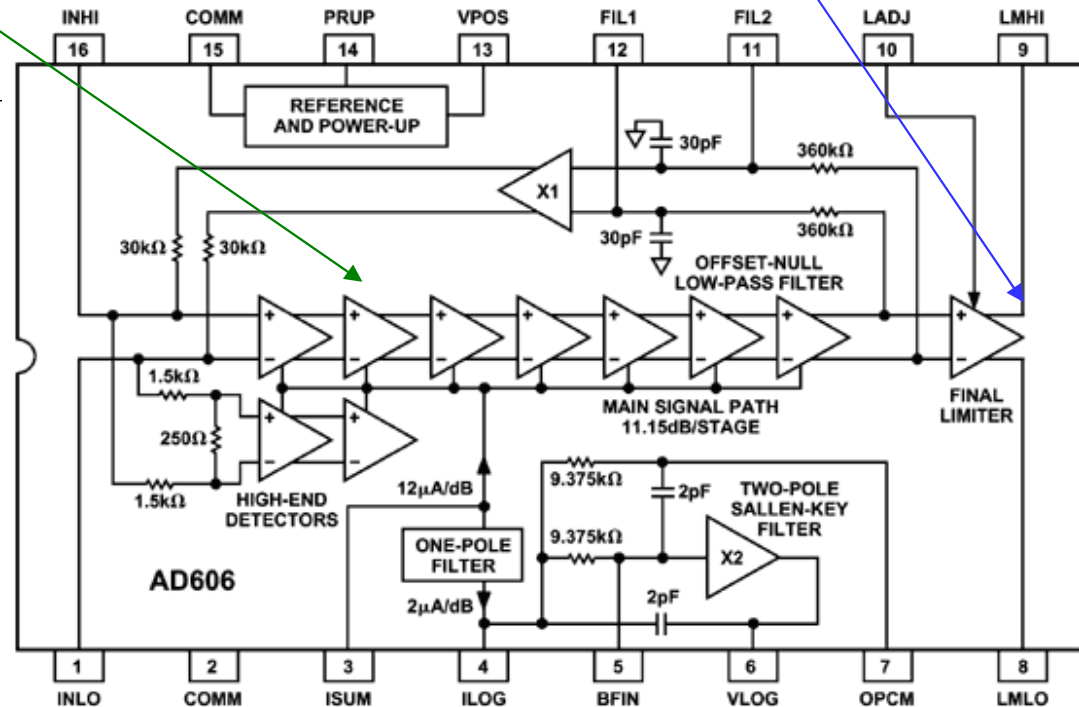 INHI COMM PRUP VPOS FIL1 FIL2 LADJ LMHI
16 15 14 13 12 11 10 9
REFERENCE
AND POWER-UP
30pF
360kΩ
X1
30kΩ 30kΩ
30pF
360kΩ
OFFSET-NULL
LOW-PASS FILTER
+ + + + + + + +
– – – – – – – –
1.5kΩ
FINAL
LIMITER
MAIN SIGNAL PATH
11.15dB/STAGE
+ +
250Ω
– –
1.5kΩ
HIGH-END
DETECTORS
12µA/dB
9.375kΩ
2pF
TWO-POLE
SALLEN-KEY
FILTER
ONE-POLE
FILTER
9.375kΩ
X2
AD606
2µA/dB
2pF
1 2 3 4 5 6 7 8
INLO COMM ISUM ILOG BFIN VLOG OPCM LMLO